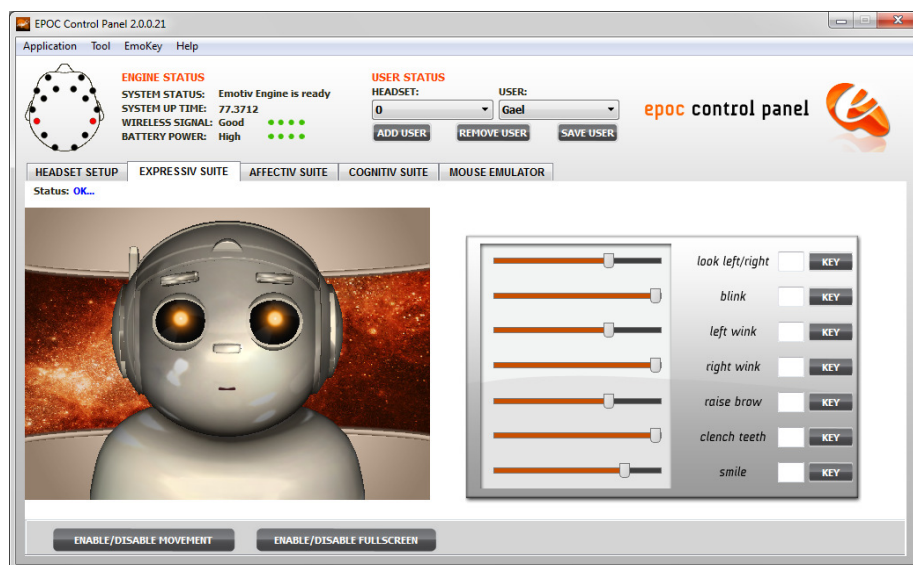 EPOC Control Panel 2.0.0.21
Application Tool EmoKey Help
ENGINE STATUS
SYSTEM STATUS: Emotiv Engine is ready
SYSTEM UP TIME: 77.3712
WIRELESS SIGNAL: Good
BATTERY POWER: High
USER STATUS
HEADSET: USER:
0 Gael
ADD USER REMOVE USER SAVE USER
epoc control panel
HEADSET SETUP EXPRESSIV SUITE AFFECTIV SUITE COGNITIV SUITE MOUSE EMULATOR
Status: OK...
look left/right KEY
blink KEY
left wink KEY
right wink KEY
raise brow KEY
clench teeth KEY
smile KEY
ENABLE/DISABLE MOVEMENT ENABLE/DISABLE FULLSCREEN